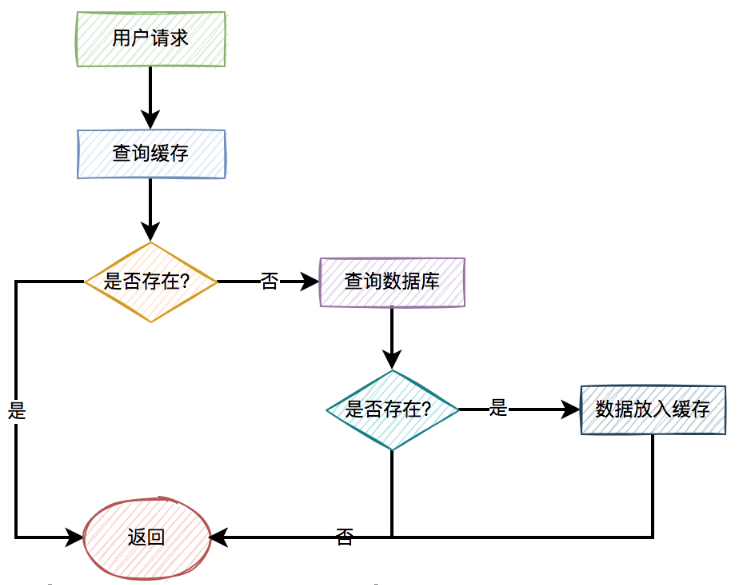 用户请求
查询缓存
是否存在?
否
查询数据库
是
是否存在?
是
数据放入缓存
返回
否